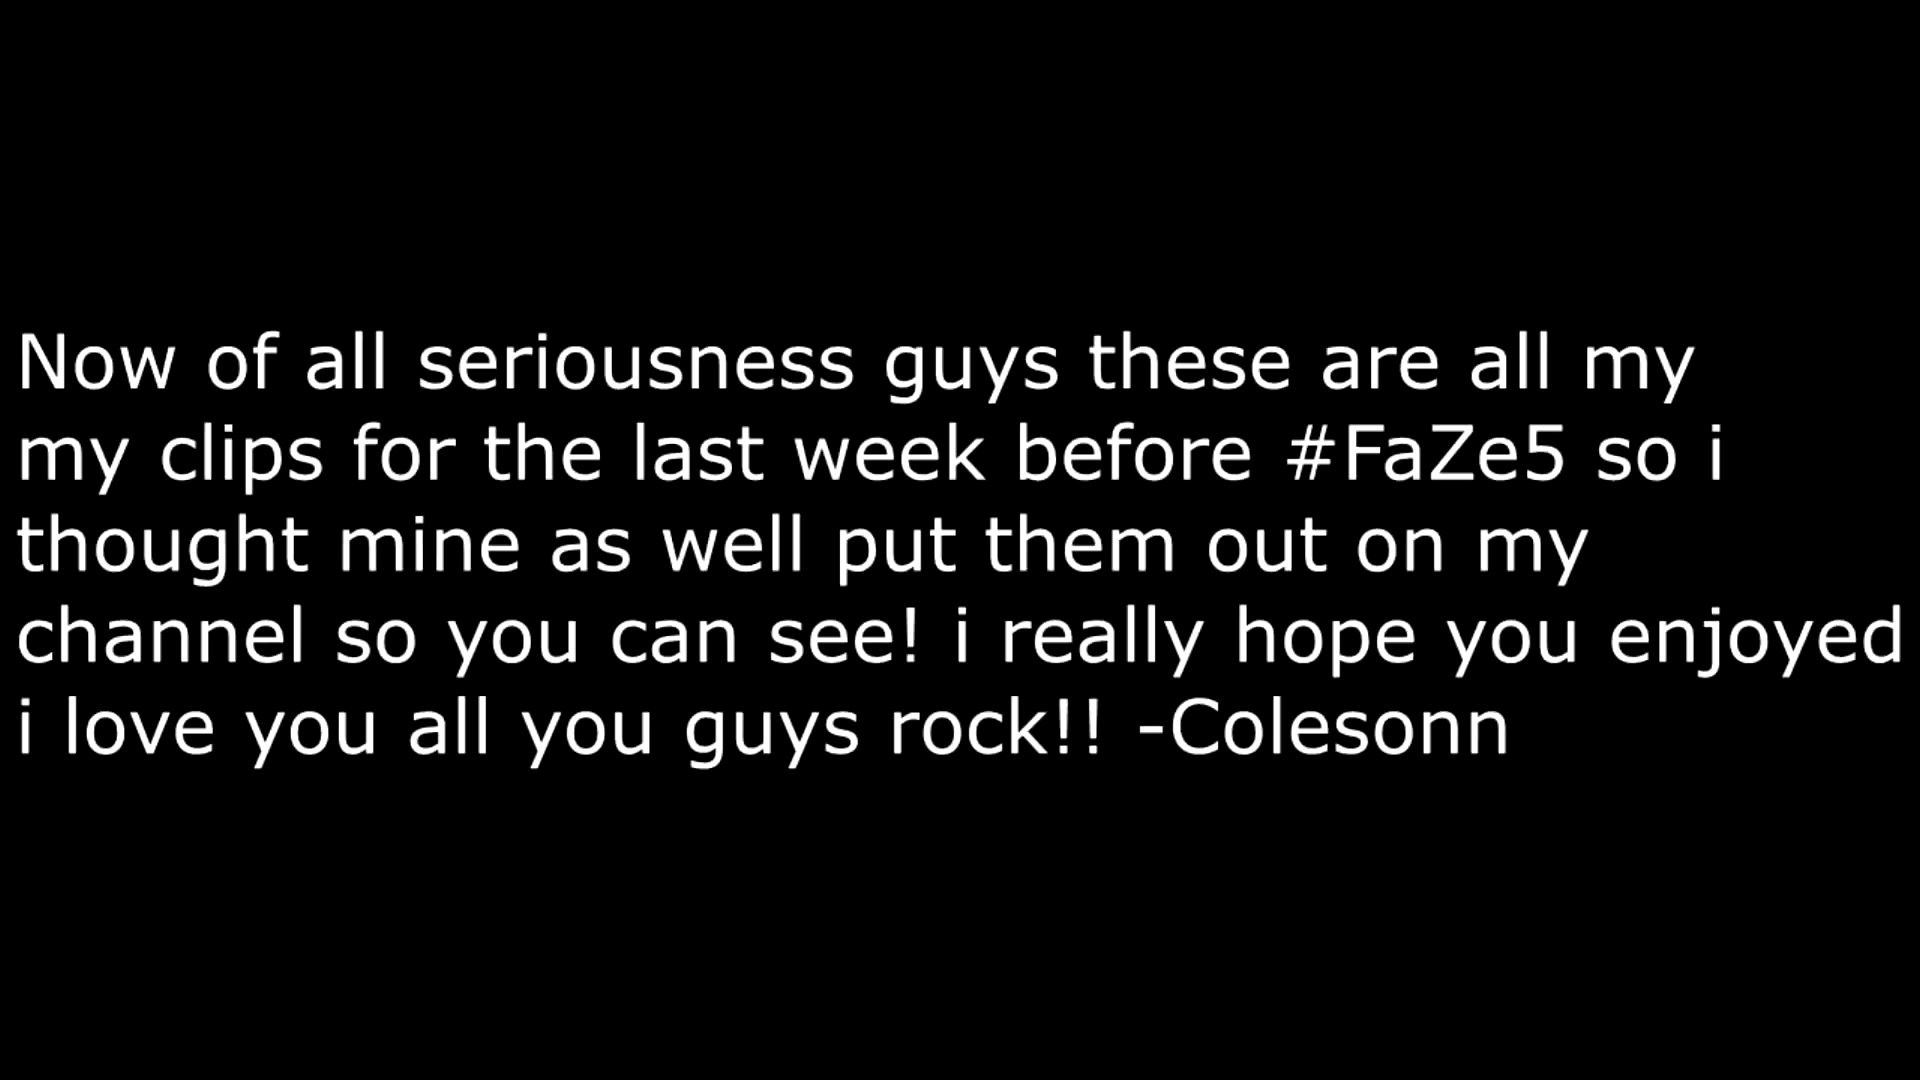 Now of all seriousness guys these are all my
my clips for the last week before #FaZe5 so i
thought mine as well put them out on my
channel so you can see! i really hope you enjoyed
i love you all you guys rock!! -Colesonn